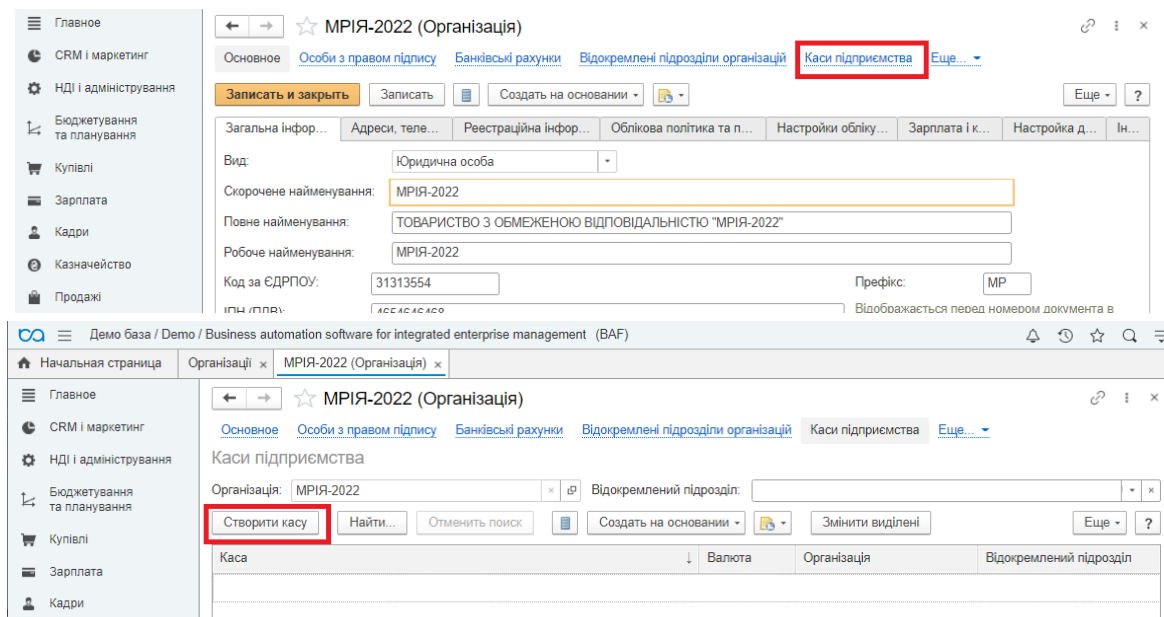 Главное
МРІЯ-2022 (Організація)
CRM і маркетинг
Основное Особи з правом підпису Банківські рахунки Відокремлені підрозділи організацій Каси підприємства Еще...
НДІ і адміністрування
Записать и закрыть Записать Создать на основании Еще ?
Бюджетування
та планування
Загальна інфор... Адреси, теле... Реєстраційна інфор... Облікова політика та п... Настройки обліку... Зарплата і к... Настройка д... Ін...
Вид: Юридична особа
Купівлі
Скорочене найменування: МРІЯ-2022
Зарплата
Повне найменування: ТОВАРИСТВО З ОБМЕЖЕНОЮ ВІДПОВІДАЛЬНІСТЮ "МРІЯ-2022"
Кадри
Робоче найменування: МРІЯ-2022
Казначейство
Код за ЄДРПОУ: 31313554 Префікс: МР
Продажі
ІПН (ПДВ): 4654646468 Відображається перед номером документа в
Демо база / Demo / Business automation software for integrated enterprise management (BAF)
Начальная страница Організації МРІЯ-2022 (Організація)
Главное
МРІЯ-2022 (Організація)
CRM і маркетинг
Основное Особи з правом підпису Банківські рахунки Відокремлені підрозділи організацій Каси підприємства Еще...
НДІ і адміністрування
Каси підприємства
Бюджетування
та планування
Організація: МРІЯ-2022 Відокремлений підрозділ:
Створити касу Найти... Отменить поиск Создать на основании Змінити виділені Еще ?
Купівлі
Каса Валюта Організація Відокремлений підрозділ
Зарплата
Кадри